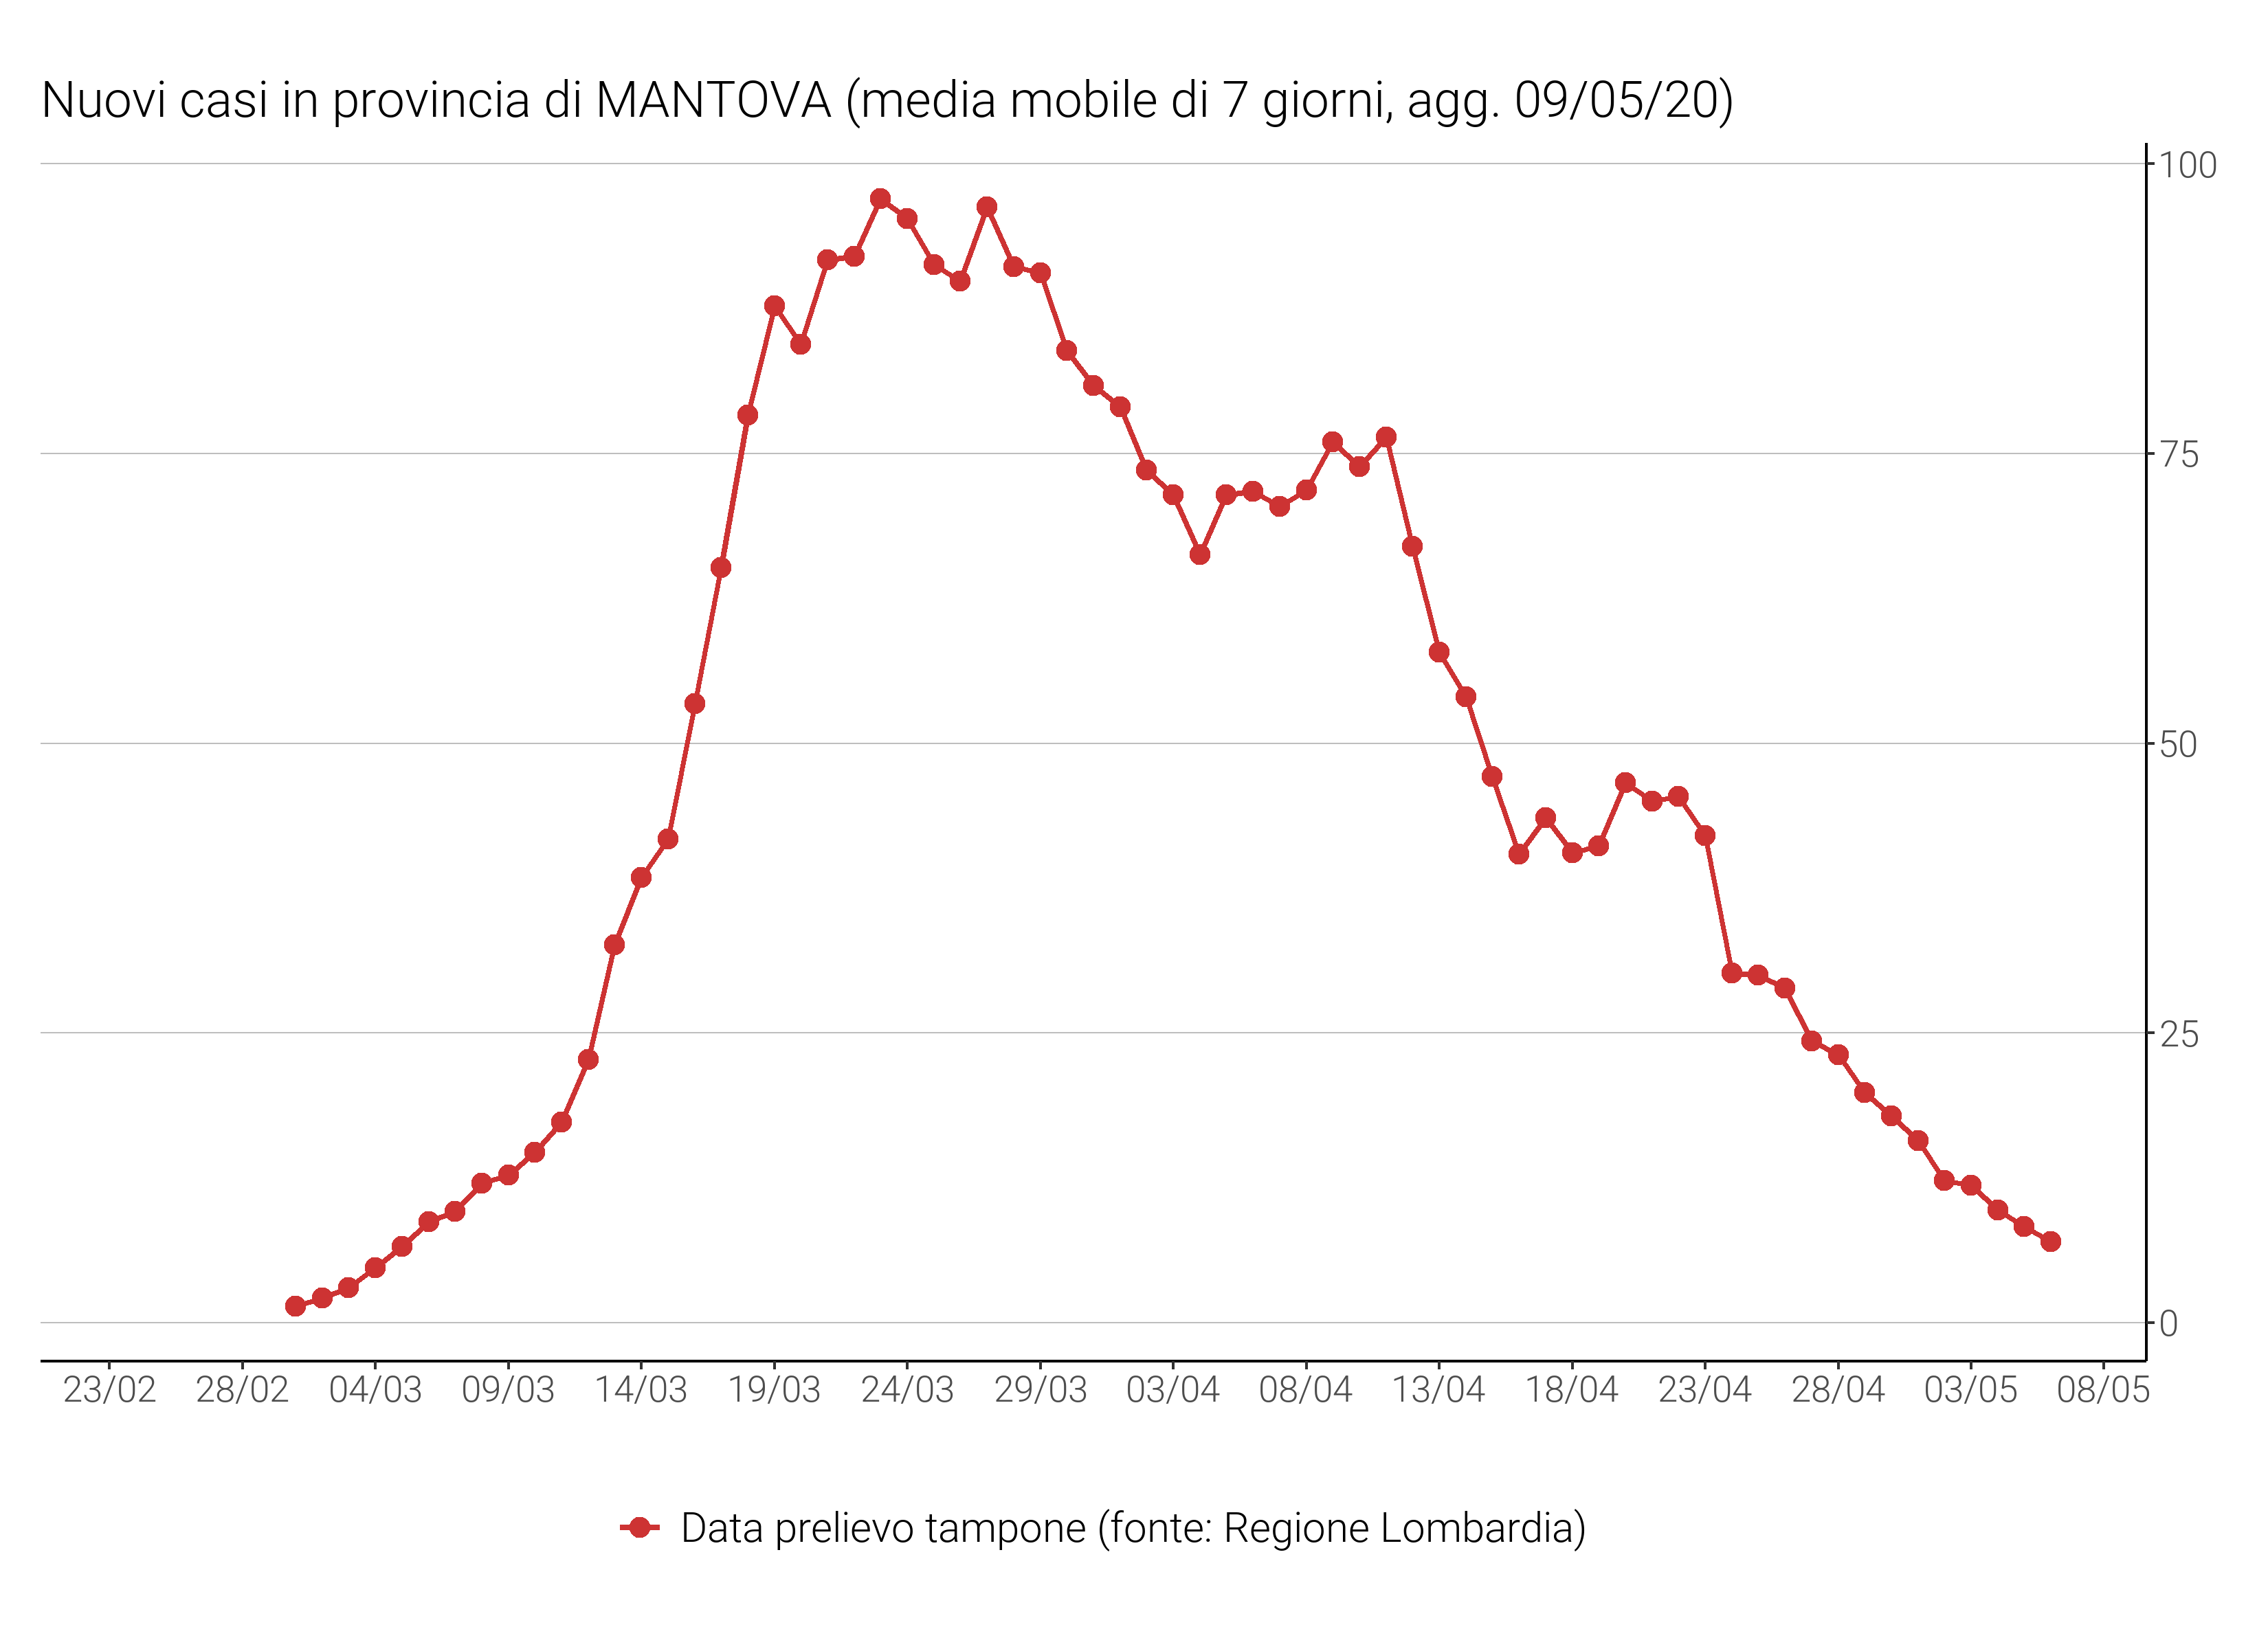 Nuovi casi in provincia di MANTOVA (media mobile di 7 giorni, agg. 09/05/20)
100
75
50
25
0
23/02 28/02 04/03 09/03 14/03 19/03 24/03 29/03 03/04 08/04 13/04 18/04 23/04 28/04 03/05 08/05
Data prelievo tampone (fonte: Regione Lombardia)